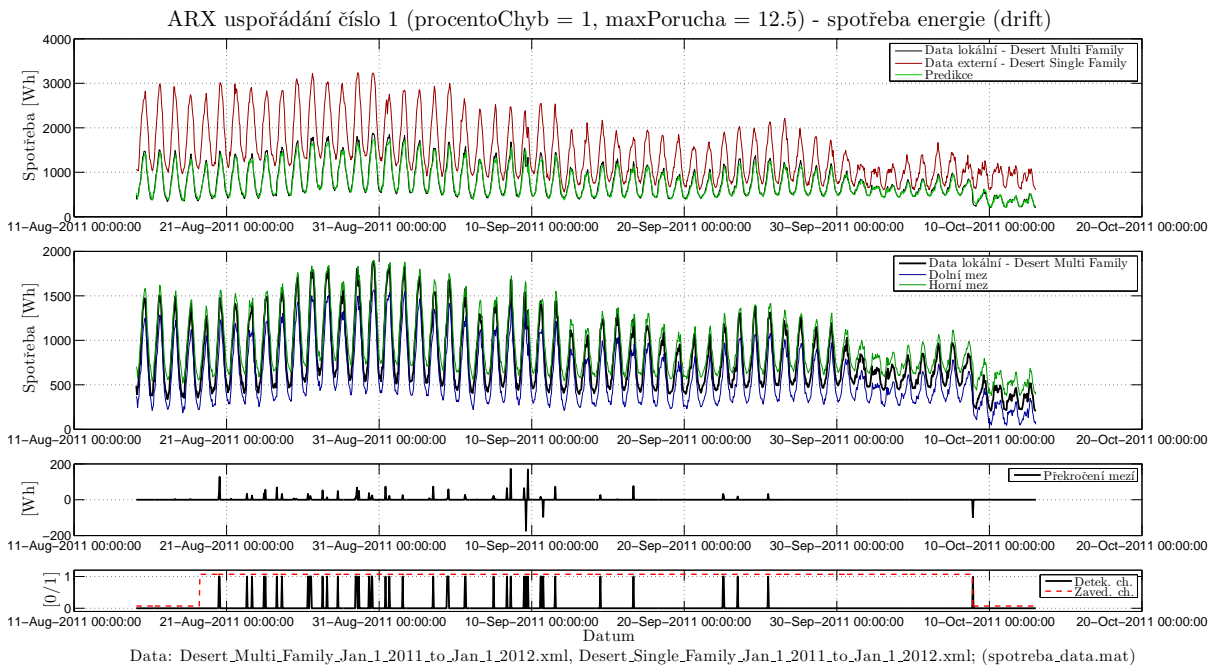 ARX uspořádání číslo 1 (procentoChyb = 1, maxPorucha = 12.5) - spotřeba energie (drift)
Spotřeba [Wh]
4000
3000
2000
1000
0
Data lokální - Desert Multi Family
Data externí - Desert Single Family
Predikce
11−Aug−2011 00:00:00 21−Aug−2011 00:00:00 31−Aug−2011 00:00:00 10−Sep−2011 00:00:00 20−Sep−2011 00:00:00 30−Sep−2011 00:00:00 10−Oct−2011 00:00:00 20−Oct−2011 00:00:00
Spotřeba [Wh]
2000
1500
1000
500
0
Data lokální - Desert Multi Family
Dolní mez
Horní mez
11−Aug−2011 00:00:00 21−Aug−2011 00:00:00 31−Aug−2011 00:00:00 10−Sep−2011 00:00:00 20−Sep−2011 00:00:00 30−Sep−2011 00:00:00 10−Oct−2011 00:00:00 20−Oct−2011 00:00:00
[Wh]
200
0
−200
Překročení mezí
11−Aug−2011 00:00:00 21−Aug−2011 00:00:00 31−Aug−2011 00:00:00 10−Sep−2011 00:00:00 20−Sep−2011 00:00:00 30−Sep−2011 00:00:00 10−Oct−2011 00:00:00 20−Oct−2011 00:00:00
[0/1]
1
0
Detek. ch.
Zaved. ch.
11−Aug−2011 00:00:00 21−Aug−2011 00:00:00 31−Aug−2011 00:00:00 10−Sep−2011 00:00:00 20−Sep−2011 00:00:00 30−Sep−2011 00:00:00 10−Oct−2011 00:00:00 20−Oct−2011 00:00:00
Datum
Data: Desert_Multi_Family_Jan_1_2011_to_Jan_1_2012.xml, Desert_Single_Family_Jan_1_2011_to_Jan_1_2012.xml; (spotreba_data.mat)